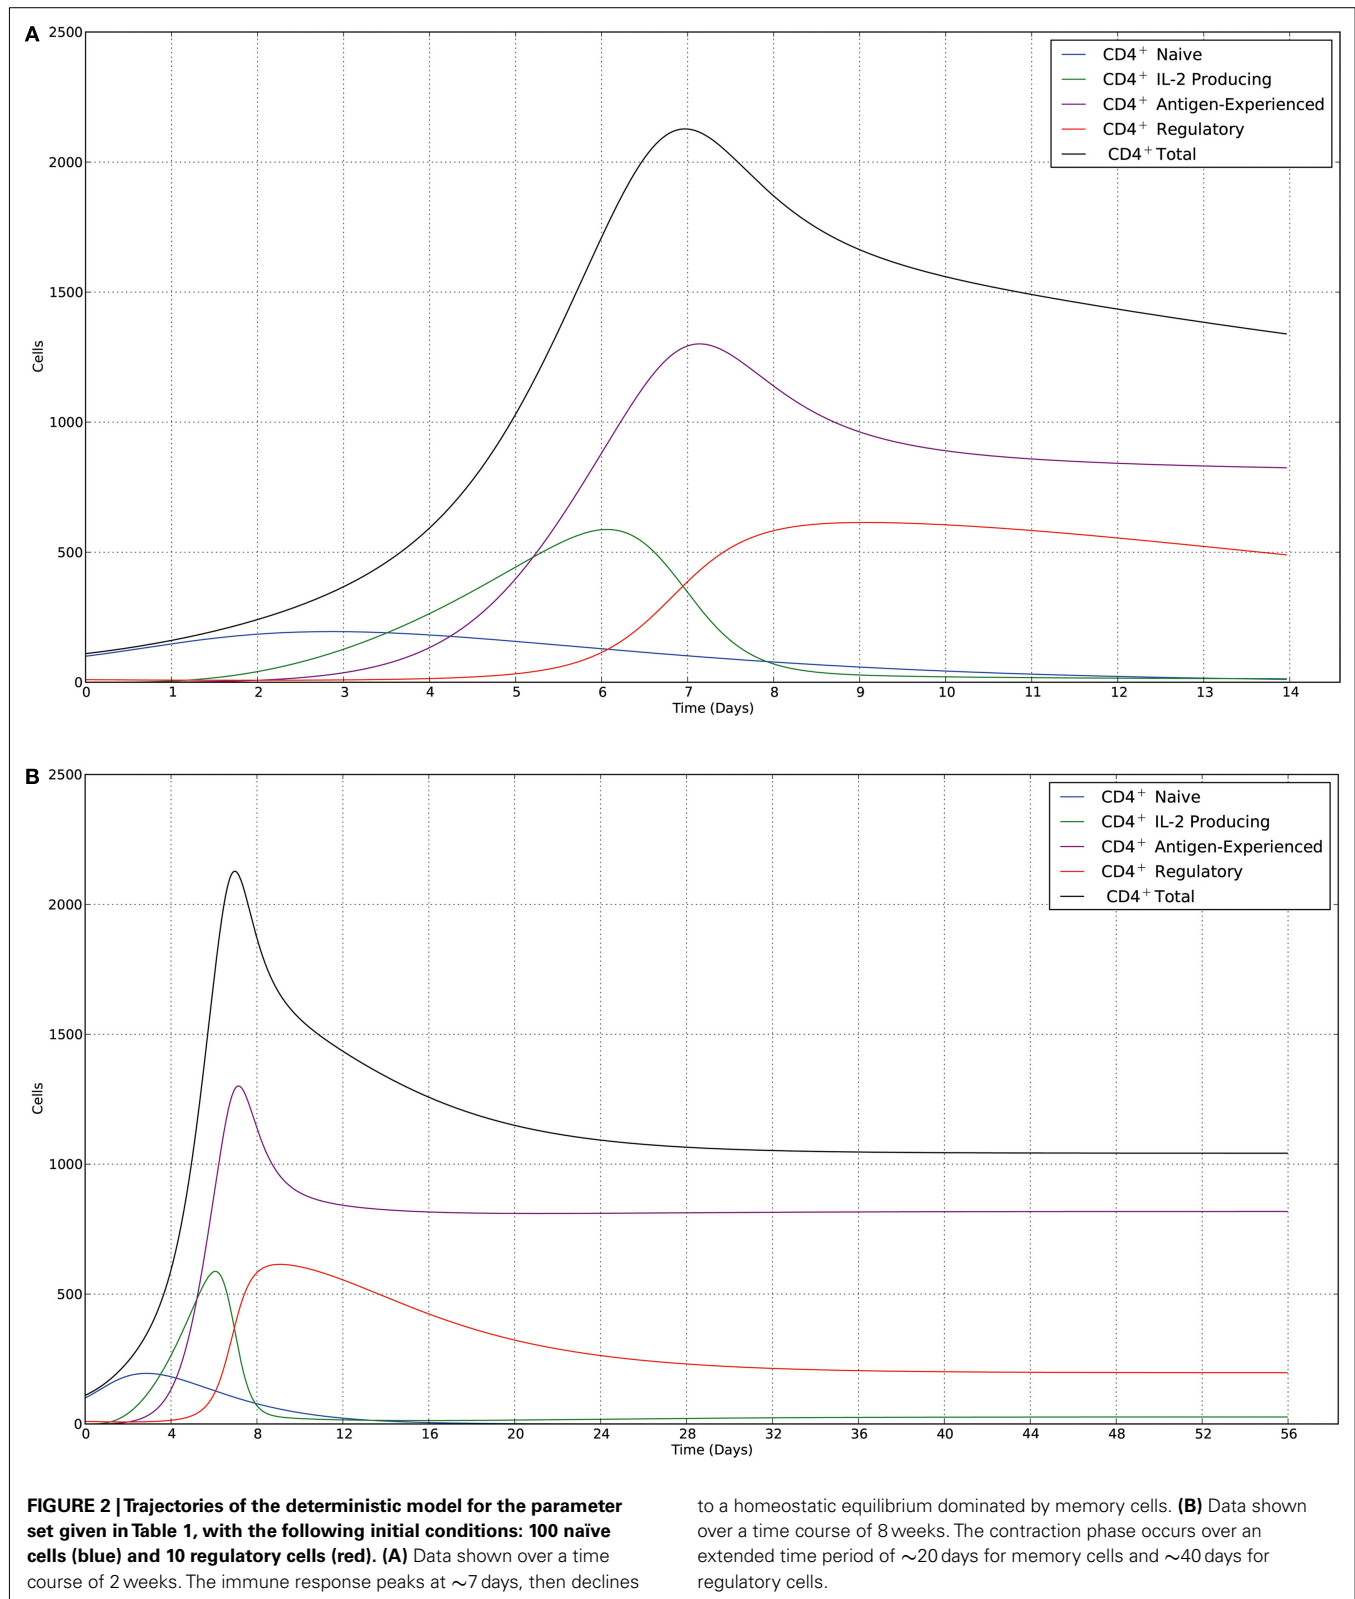 A
2500
2000
1500
1000
500
0
Cells
CD4+ Naive
CD4+ IL-2 Producing
CD4+ Antigen-Experienced
CD4+ Regulatory
CD4+ Total
0 1 2 3 4 5 6 7 8 9 10 11 12 13 14
Time (Days)
B
2500
2000
1500
1000
500
0
Cells
CD4+ Naive
CD4+ IL-2 Producing
CD4+ Antigen-Experienced
CD4+ Regulatory
CD4+ Total
0 4 8 12 16 20 24 28 32 36 40 44 48 52 56
Time (Days)
FIGURE 2 | Trajectories of the deterministic model for the parameter
set given in Table 1, with the following initial conditions: 100 naïve
cells (blue) and 10 regulatory cells (red). (A) Data shown over a time
course of 2 weeks. The immune response peaks at ∼7 days, then declines
to a homeostatic equilibrium dominated by memory cells. (B) Data shown
over a time course of 8 weeks. The contraction phase occurs over an
extended time period of ∼20 days for memory cells and ∼40 days for
regulatory cells.